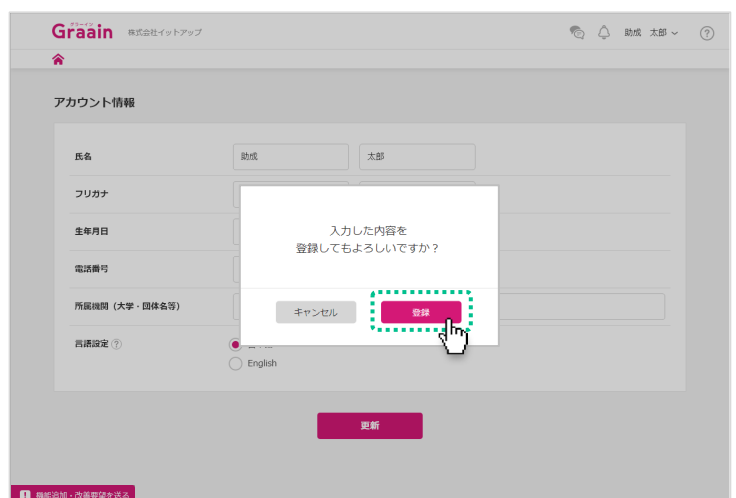 グラーイン
Graain 株式会社イットアップ 助成 太郎
アカウント情報
氏名 助成 太郎
フリガナ
生年月日
電話番号
所属機関（大学・団体名等）
言語設定 ?
English
入力した内容を
登録してもよろしいですか？
キャンセル 登録
更新
機能追加・改善要望を送る